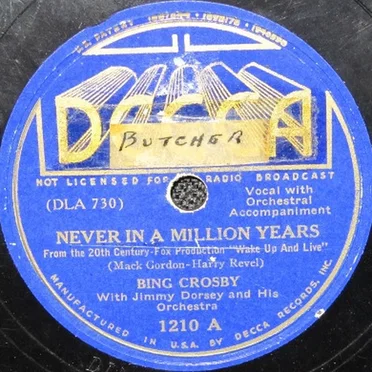 U.S. PATENT
DECCA
BUTCHER
NOT LICENSED FOR RADIO BROADCAST
(DLA 730)
Vocal with
Orchestral
Accompaniment
NEVER IN A MILLION YEARS
From the 20th Century-Fox Production "Wake Up And Live"
(Mack Gordon-Harry Revel)
BING CROSBY
With Jimmy Dorsey and His
Orchestra
1210 A
MANUFACTURED IN U.S.A. BY DECCA RECORDS, INC.